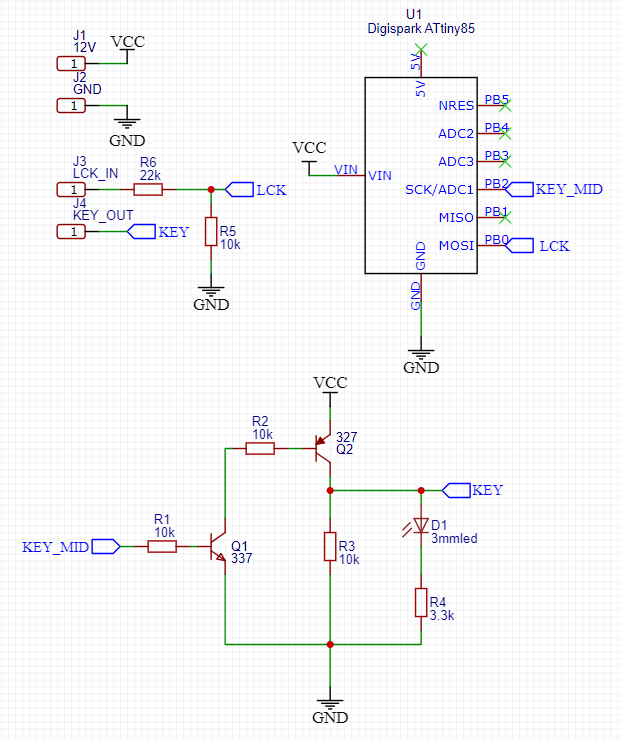 J1
12V
VCC
1
J2
GND
1
GND
J3
LCK_IN
R6
22k
1
LCK
J4
KEY_OUT
1
KEY
R5
10k
GND
U1
Digispark ATtiny85
5V
5V
NRES
PB5
ADC2
PB4
ADC3
PB3
VCC
VIN
VIN
SCK/ADC1
PB2
KEY_MID
MISO
PB1
MOSI
PB0
LCK
GND
GND
GND
VCC
R2
10k
327
Q2
KEY
R1
10k
KEY_MID
Q1
337
R3
10k
D1
3mmled
R4
3.3k
GND